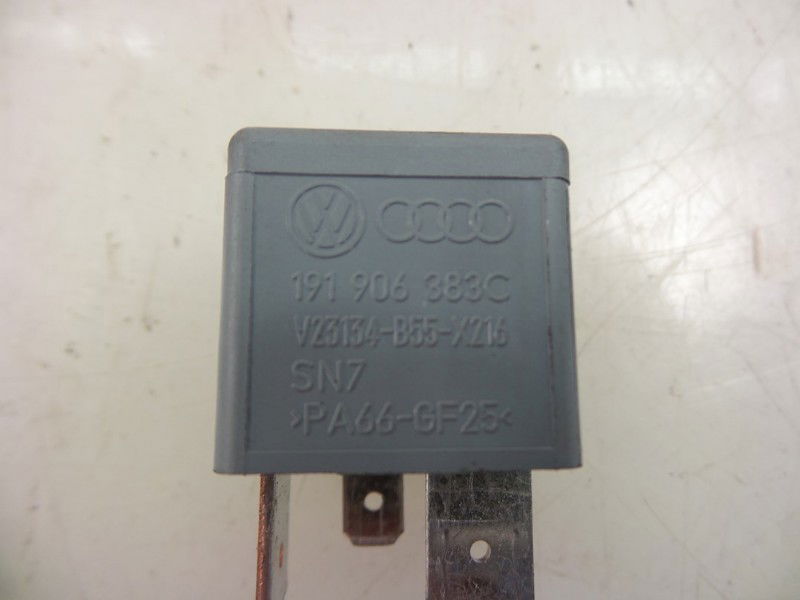 191 906 383C
V23134-B55-X216
SN7
>PA66-GF25<